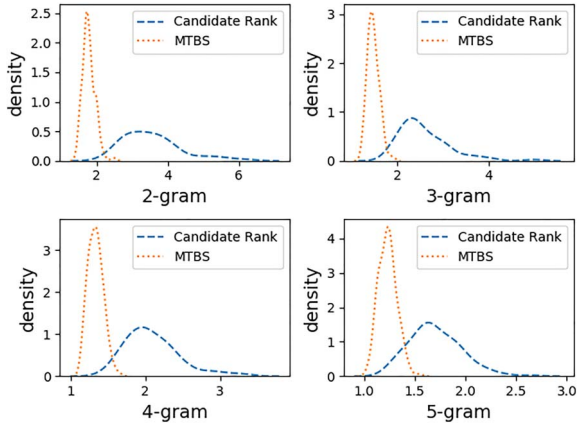 2.5
2.0
1.5
1.0
0.5
0.0
density
Candidate Rank
MTBS
2 4 6
2-gram
3
2
1
0
density
Candidate Rank
MTBS
2 4
3-gram
3
2
1
0
density
Candidate Rank
MTBS
1 2 3
4-gram
4
3
2
1
0
density
Candidate Rank
MTBS
1.0 1.5 2.0 2.5 3.0
5-gram